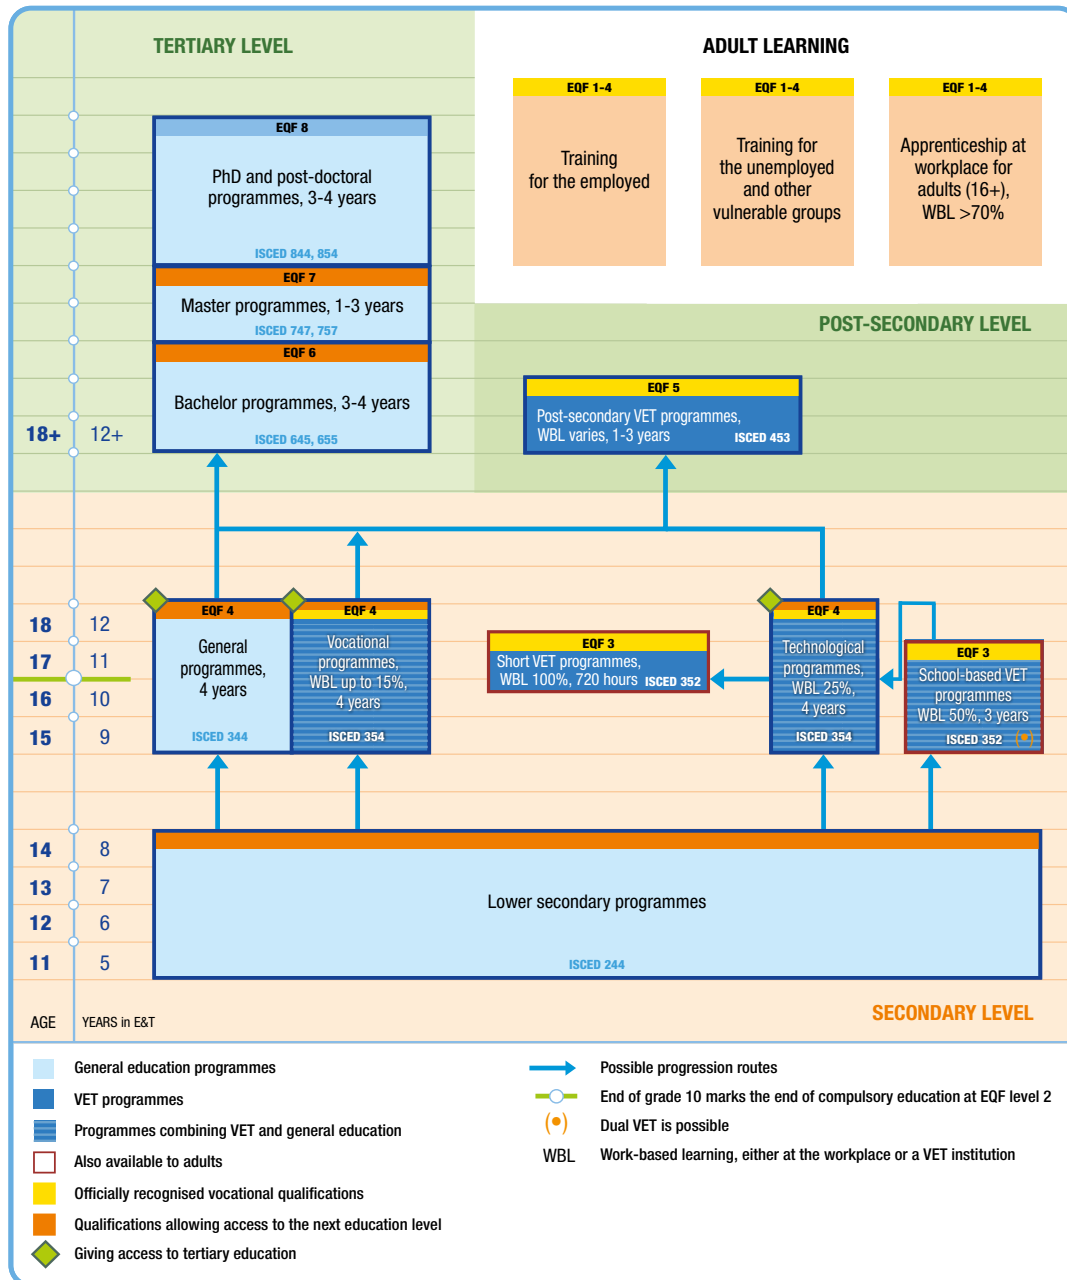 TERTIARY LEVEL
ADULT LEARNING
EQF 1-4
Training
for the employed
EQF 1-4
Training for
the unemployed
and other
vulnerable groups
EQF 1-4
Apprenticeship at
workplace for
adults (16+),
WBL >70%
EQF 8
PhD and post-doctoral
programmes, 3-4 years
ISCED 844, 854
EQF 7
Master programmes, 1-3 years
ISCED 747, 757
EQF 6
Bachelor programmes, 3-4 years
ISCED 645, 655
POST-SECONDARY LEVEL
EQF 5
Post-secondary VET programmes,
WBL varies, 1-3 years
ISCED 453
18+ 12+
EQF 4
General
programmes,
4 years
ISCED 344
EQF 4
Vocational
programmes,
WBL up to 15%,
4 years
ISCED 354
EQF 3
Short VET programmes,
WBL 100%, 720 hours
ISCED 352
EQF 4
Technological
programmes,
WBL 25%,
4 years
ISCED 354
EQF 3
School-based VET
programmes
WBL 50%, 3 years
ISCED 352
18 12
17 11
16 10
15 9
14 8
13 7
12 6
11 5
Lower secondary programmes
ISCED 244
AGE
YEARS in E&T
SECONDARY LEVEL
General education programmes
VET programmes
Programmes combining VET and general education
Also available to adults
Officially recognised vocational qualifications
Qualifications allowing access to the next education level
Giving access to tertiary education
Possible progression routes
End of grade 10 marks the end of compulsory education at EQF level 2
Dual VET is possible
WBL Work-based learning, either at the workplace or a VET institution